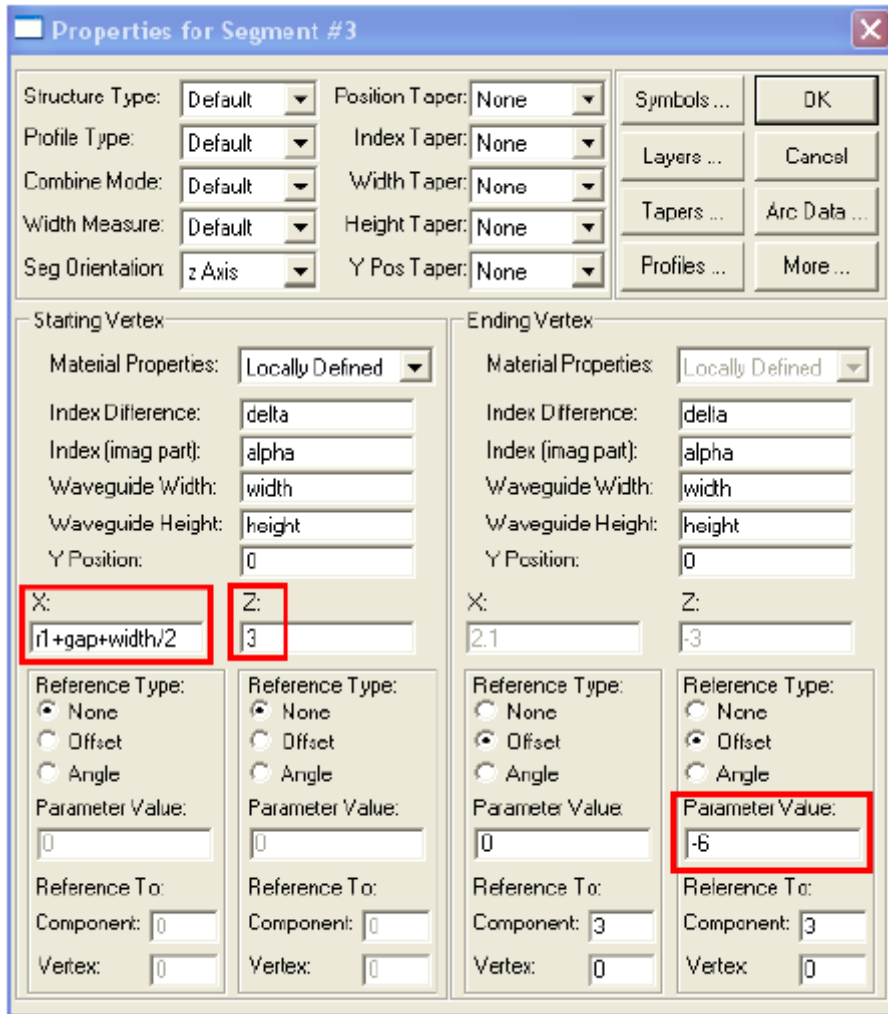 Properties for Segment #3
Structure Type: Default Position Taper: None Symbols ... OK
Profile Type: Default Index Taper: None Layers ... Cancel
Combine Mode: Default Width Taper: None Tapers ... Arc Data ...
Width Measure: Default Height Taper: None Profiles ... More ...
Seg Orientation: z Axis Y Pos Taper: None
Starting Vertex Ending Vertex
Material Properties: Locally Defined Material Properties: Locally Defined
Index Difference: delta Index Difference: delta
Index (imag part): alpha Index (imag part): alpha
Waveguide Width: width Waveguide Width: width
Waveguide Height: height Waveguide Height: height
Y Position: 0 Y Position: 0
X: Z: X: Z:
r1+gap+width/2 3 2.1 -3
Reference Type: Reference Type: Reference Type: Reference Type:
None None None None
Offset Offset Offset Offset
Angle Angle Angle Angle
Parameter Value: Parameter Value: Parameter Value: Parameter Value:
0 0 0 -6
Reference To: Reference To: Reference To: Reference To:
Component: 0 Component: 0 Component: 3 Component: 3
Vertex: 0 Vertex: 0 Vertex: 0 Vertex 0